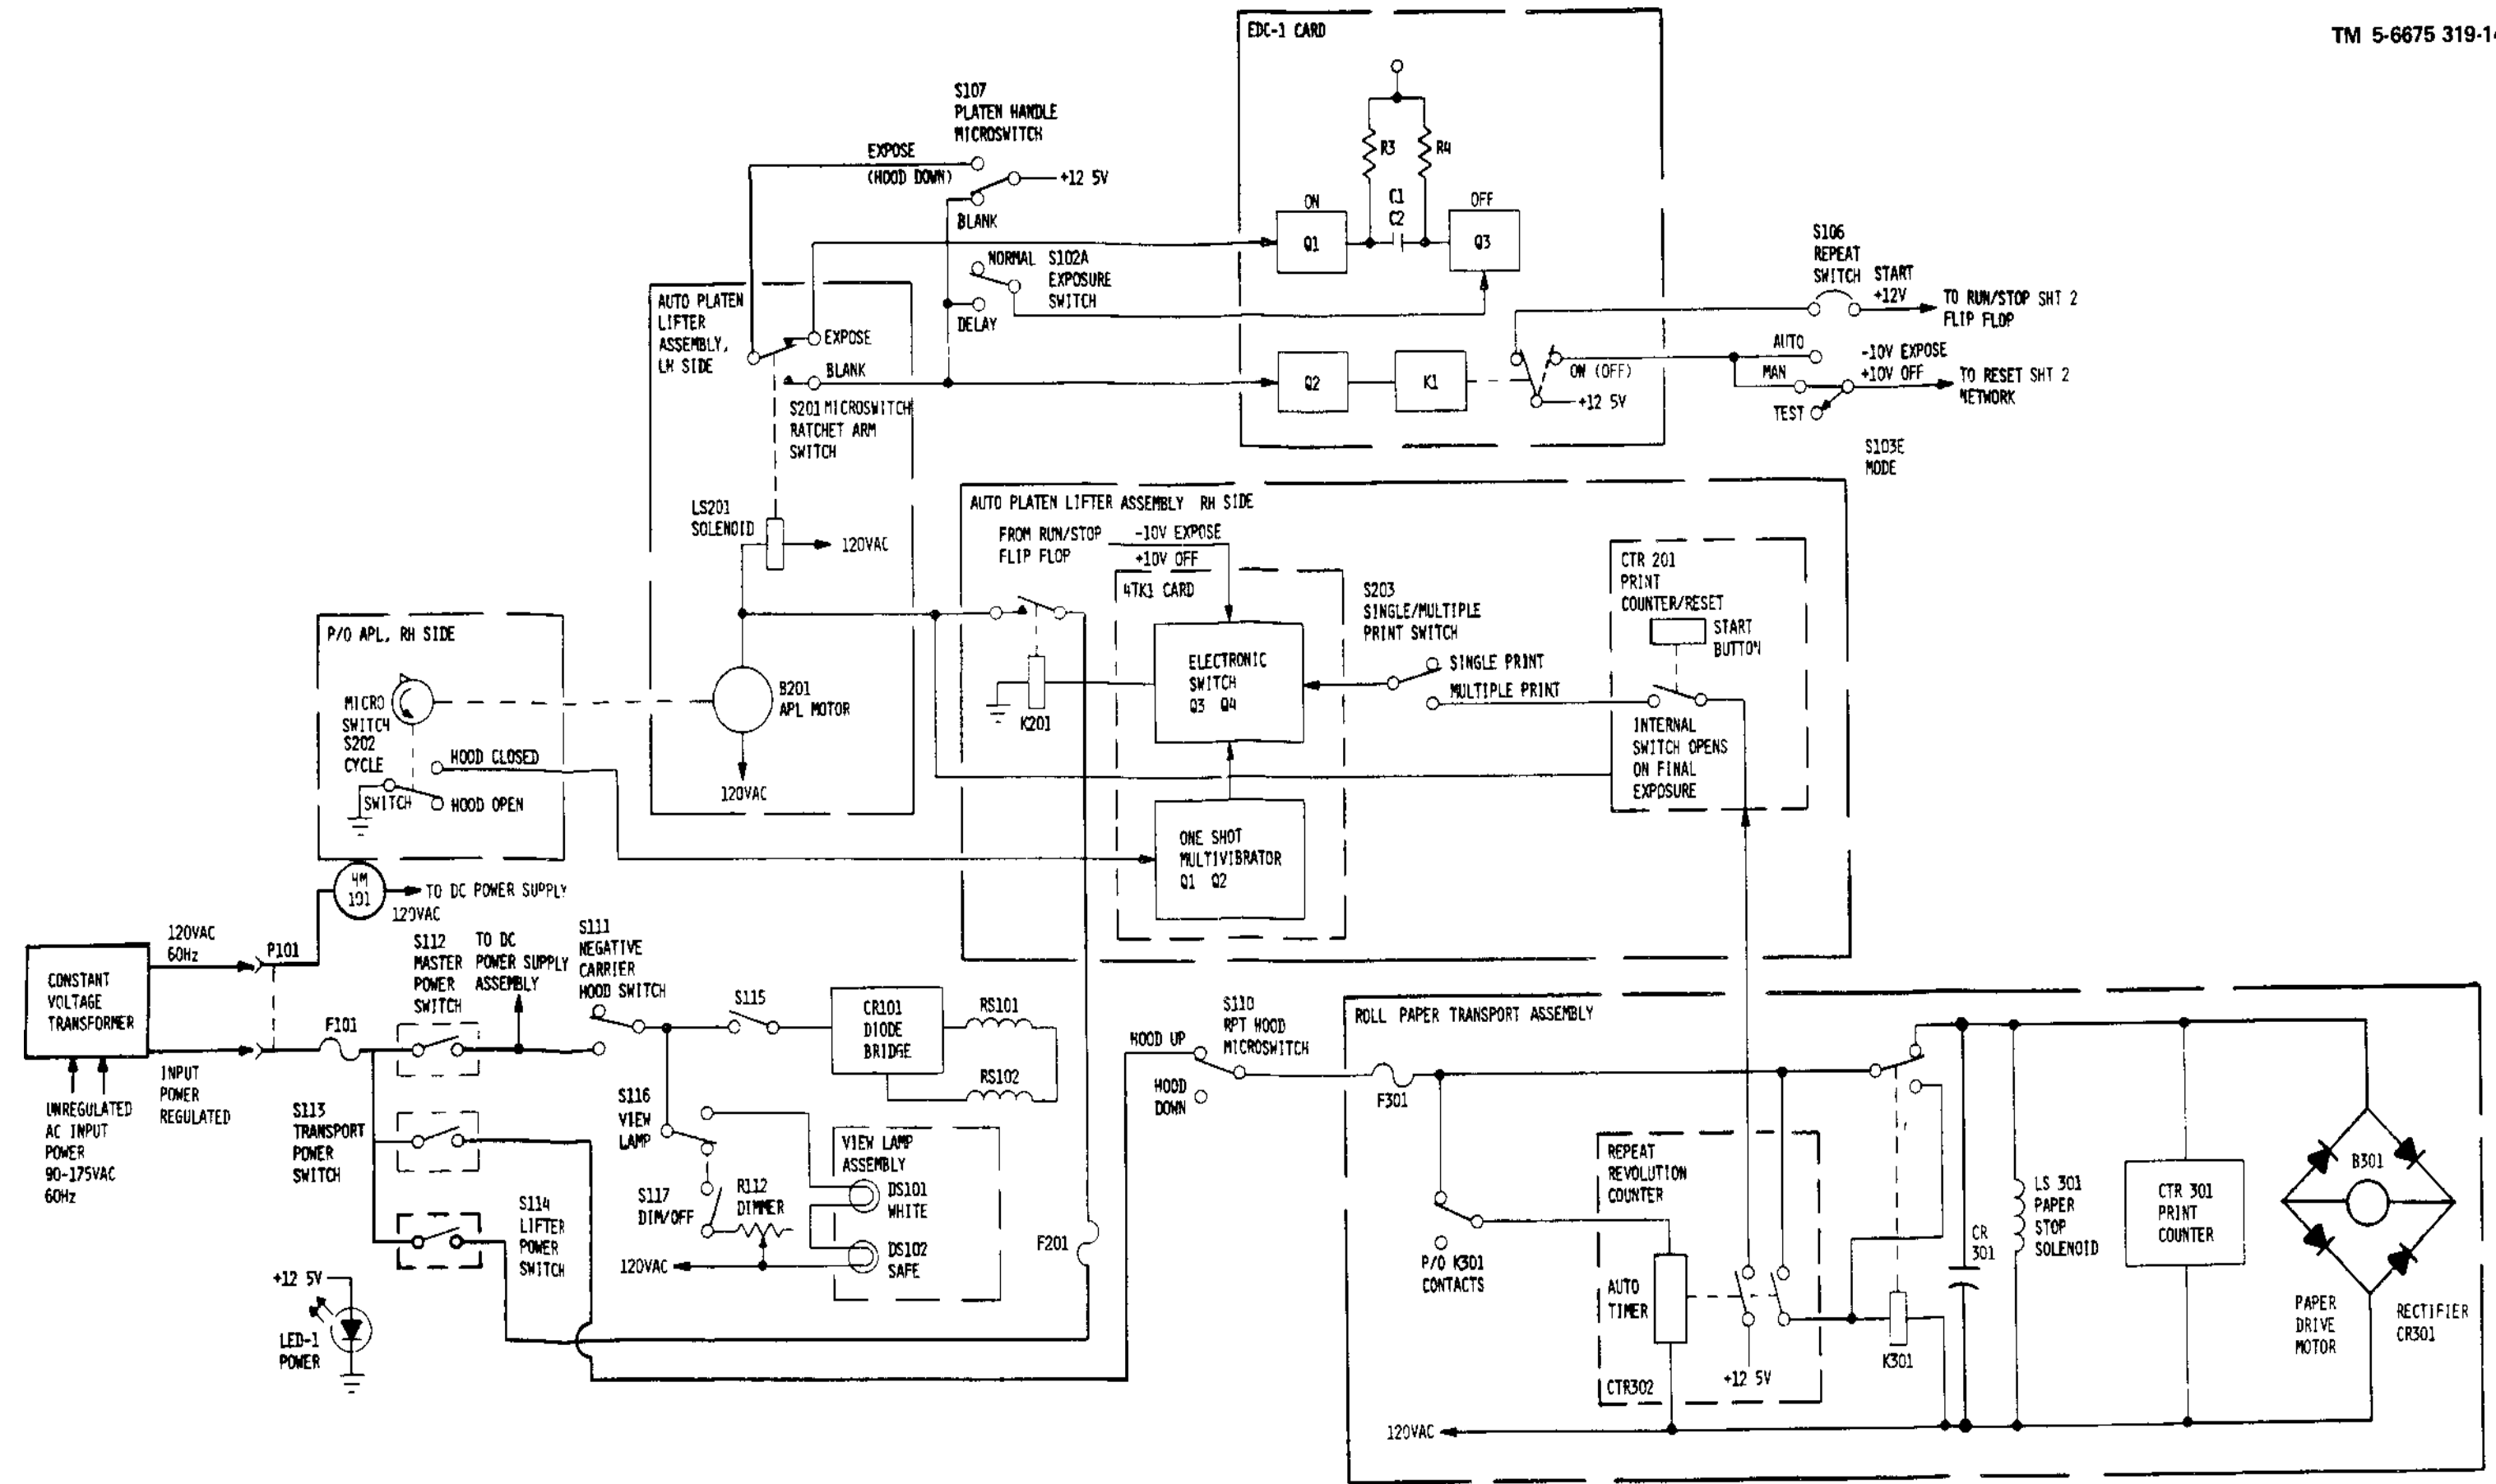 TM 5-6675 319-14
EDC-1 CARD
S107
PLATEN HANDLE
MICROSWITCH
EXPOSE
(HOOD DOWN)
+12 5V
BLANK
R3
R4
ON
C1
C2
OFF
Q1
Q3
NORMAL
S102A
EXPOSURE
SWITCH
DELAY
S106
REPEAT
SWITCH
START
+12V
TO RUN/STOP SHT 2
FLIP FLOP
AUTO PLATEN
LIFTER
ASSEMBLY,
LH SIDE
EXPOSE
BLANK
S201 MICROSWITCH
RATCHET ARM
SWITCH
Q2
K1
ON (OFF)
+12 5V
AUTO
MAN
TEST
-10V EXPOSE
+10V OFF
TO RESET SHT 2
NETWORK
S103E
MODE
LS201
SOLENOID
120VAC
AUTO PLATEN LIFTER ASSEMBLY RH SIDE
FROM RUN/STOP
FLIP FLOP
-10V EXPOSE
+10V OFF
4TK1 CARD
S203
SINGLE/MULTIPLE
PRINT SWITCH
CTR 201
PRINT
COUNTER/RESET
START
BUTTON
P/O APL, RH SIDE
MICRO
SWITCH
S202
CYCLE
SWITCH
HOOD CLOSED
HOOD OPEN
B201
APL MOTOR
120VAC
K201
ELECTRONIC
SWITCH
Q3 Q4
SINGLE PRINT
MULTIPLE PRINT
INTERNAL
SWITCH OPENS
ON FINAL
EXPOSURE
ONE SHOT
MULTIVIBRATOR
Q1 Q2
101
TO DC POWER SUPPLY
120VAC
120VAC
60Hz
P101
CONSTANT
VOLTAGE
TRANSFORMER
F101
S112
MASTER
POWER
SWITCH
TO DC
POWER SUPPLY
ASSEMBLY
S111
NEGATIVE
CARRIER
HOOD SWITCH
S115
CR101
DIODE
BRIDGE
RS101
RS102
UNREGULATED
AC INPUT
POWER
90-175VAC
60Hz
INPUT
POWER
REGULATED
S113
TRANSPORT
POWER
SWITCH
S116
VIEW
LAMP
VIEW LAMP
ASSEMBLY
DS101
WHITE
DS102
SAFE
S117
DIM/OFF
R112
DIMMER
120VAC
S114
LIFTER
POWER
SWITCH
+12 5V
LED-1
POWER
F201
HOOD UP
HOOD
DOWN
S110
RPT HOOD
MICROSWITCH
ROLL PAPER TRANSPORT ASSEMBLY
F301
P/O K301
CONTACTS
REPEAT
REVOLUTION
COUNTER
AUTO
TIMER
+12 5V
CTR302
K301
CR
301
LS 301
PAPER
STOP
SOLENOID
CTR 301
PRINT
COUNTER
B301
PAPER
DRIVE
MOTOR
RECTIFIER
CR301
120VAC